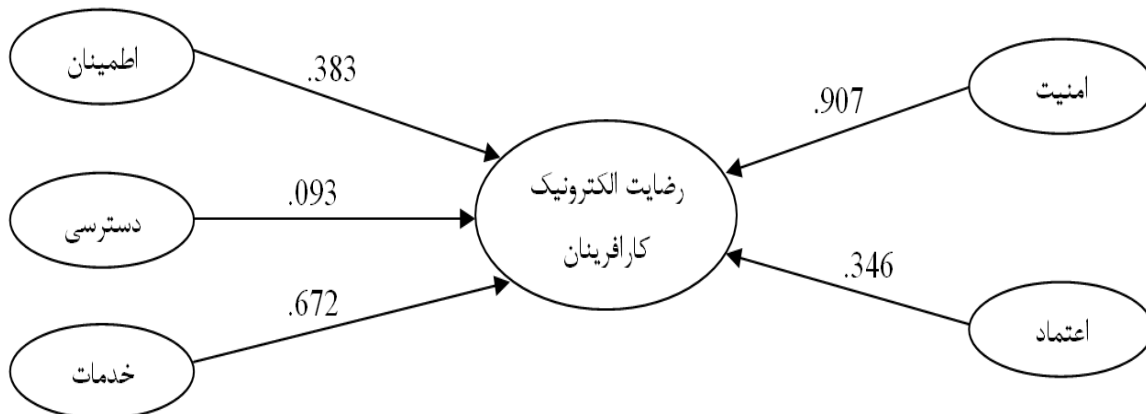 اطمینان
.383
امنیت
.907
رضایت الکترونیک
کارافرینان
دسترسی
.093
.346
اعتماد
.672
خدمات